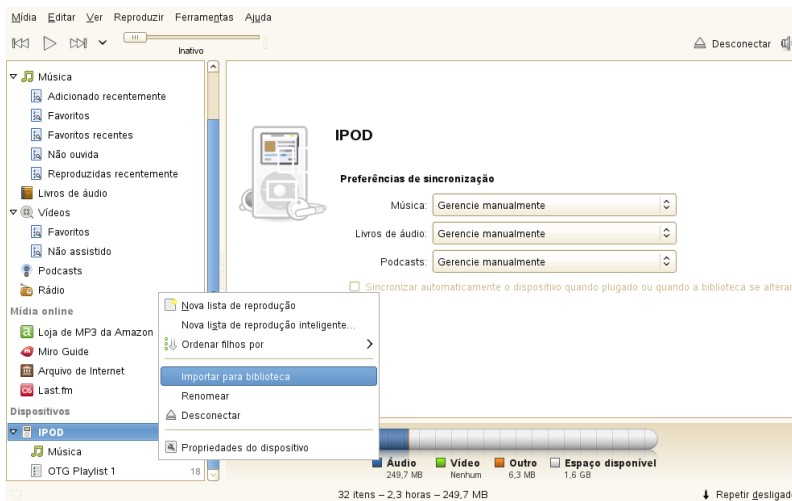 Mídia Editar Ver Reproduzir Ferramentas Ajuda
Inativo
Desconectar
Música
Adicionado recentemente
Favoritos
Favoritos recentes
Não ouvida
Reproduzidas recentemente
Livros de áudio
Vídeos
Favoritos
Não assistido
Podcasts
Rádio
Mídia online
Loja de MP3 da Amazon
Miro Guide
Arquivo de Internet
Last.fm
Dispositivos
IPOD
Música
OTG Playlist 1 18
IPOD
Preferências de sincronização
Música: Gerencie manualmente
Livros de áudio: Gerencie manualmente
Podcasts: Gerencie manualmente
Sincronizar automaticamente o dispositivo quando plugado ou quando a biblioteca se alterar
Nova lista de reprodução
Nova lista de reprodução inteligente...
Ordenar filhos por
Importar para biblioteca
Renomear
Desconectar
Propriedades do dispositivo
Áudio Vídeo Outro Espaço disponível
249,7 MB Nenhum 6,3 MB 1,6 GB
32 itens – 2,3 horas – 249,7 MB
Repetir desligad